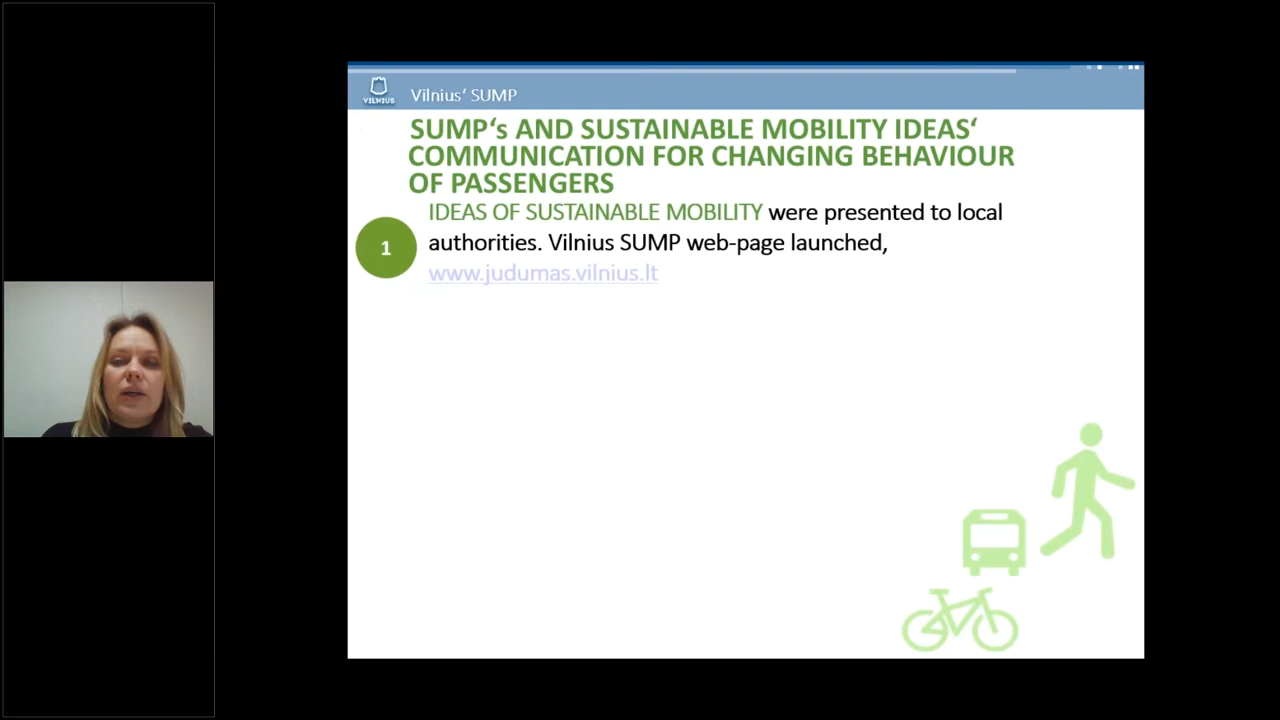 VILNIUS
Vilnius‘ SUMP
SUMP‘s AND SUSTAINABLE MOBILITY IDEAS‘
COMMUNICATION FOR CHANGING BEHAVIOUR
OF PASSENGERS
1
IDEAS OF SUSTAINABLE MOBILITY were presented to local
authorities. Vilnius SUMP web-page launched,
www.judumas.vilnius.lt